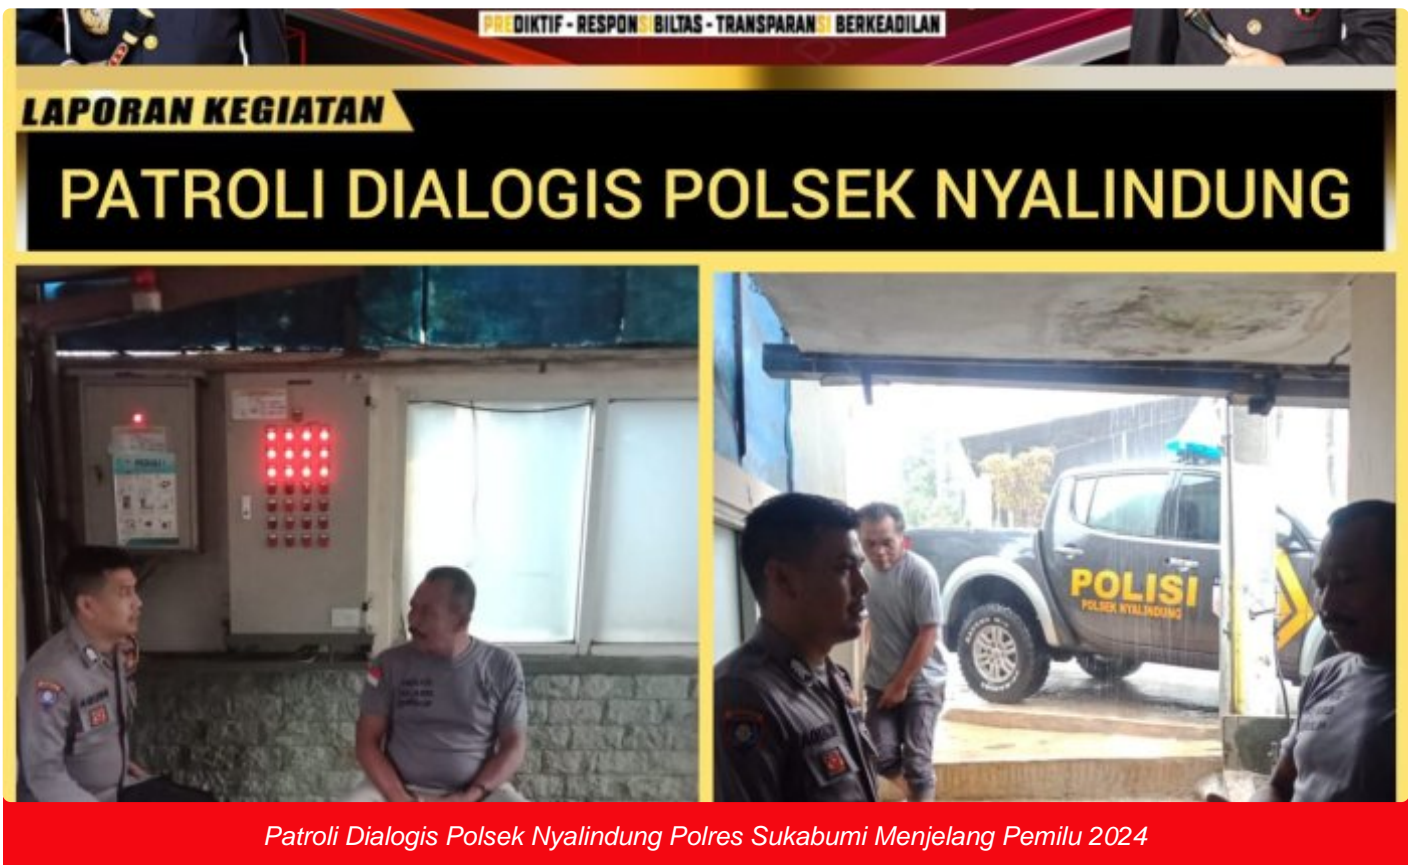 PREDIKTIF - RESPONSIBILTAS - TRANSPARANSI BERKEADILAN
LAPORAN KEGIATAN
PATROLI DIALOGIS POLSEK NYALINDUNG
POLISI
POLSEK NYALINDUNG
Patroli Dialogis Polsek Nyalindung Polres Sukabumi Menjelang Pemilu 2024